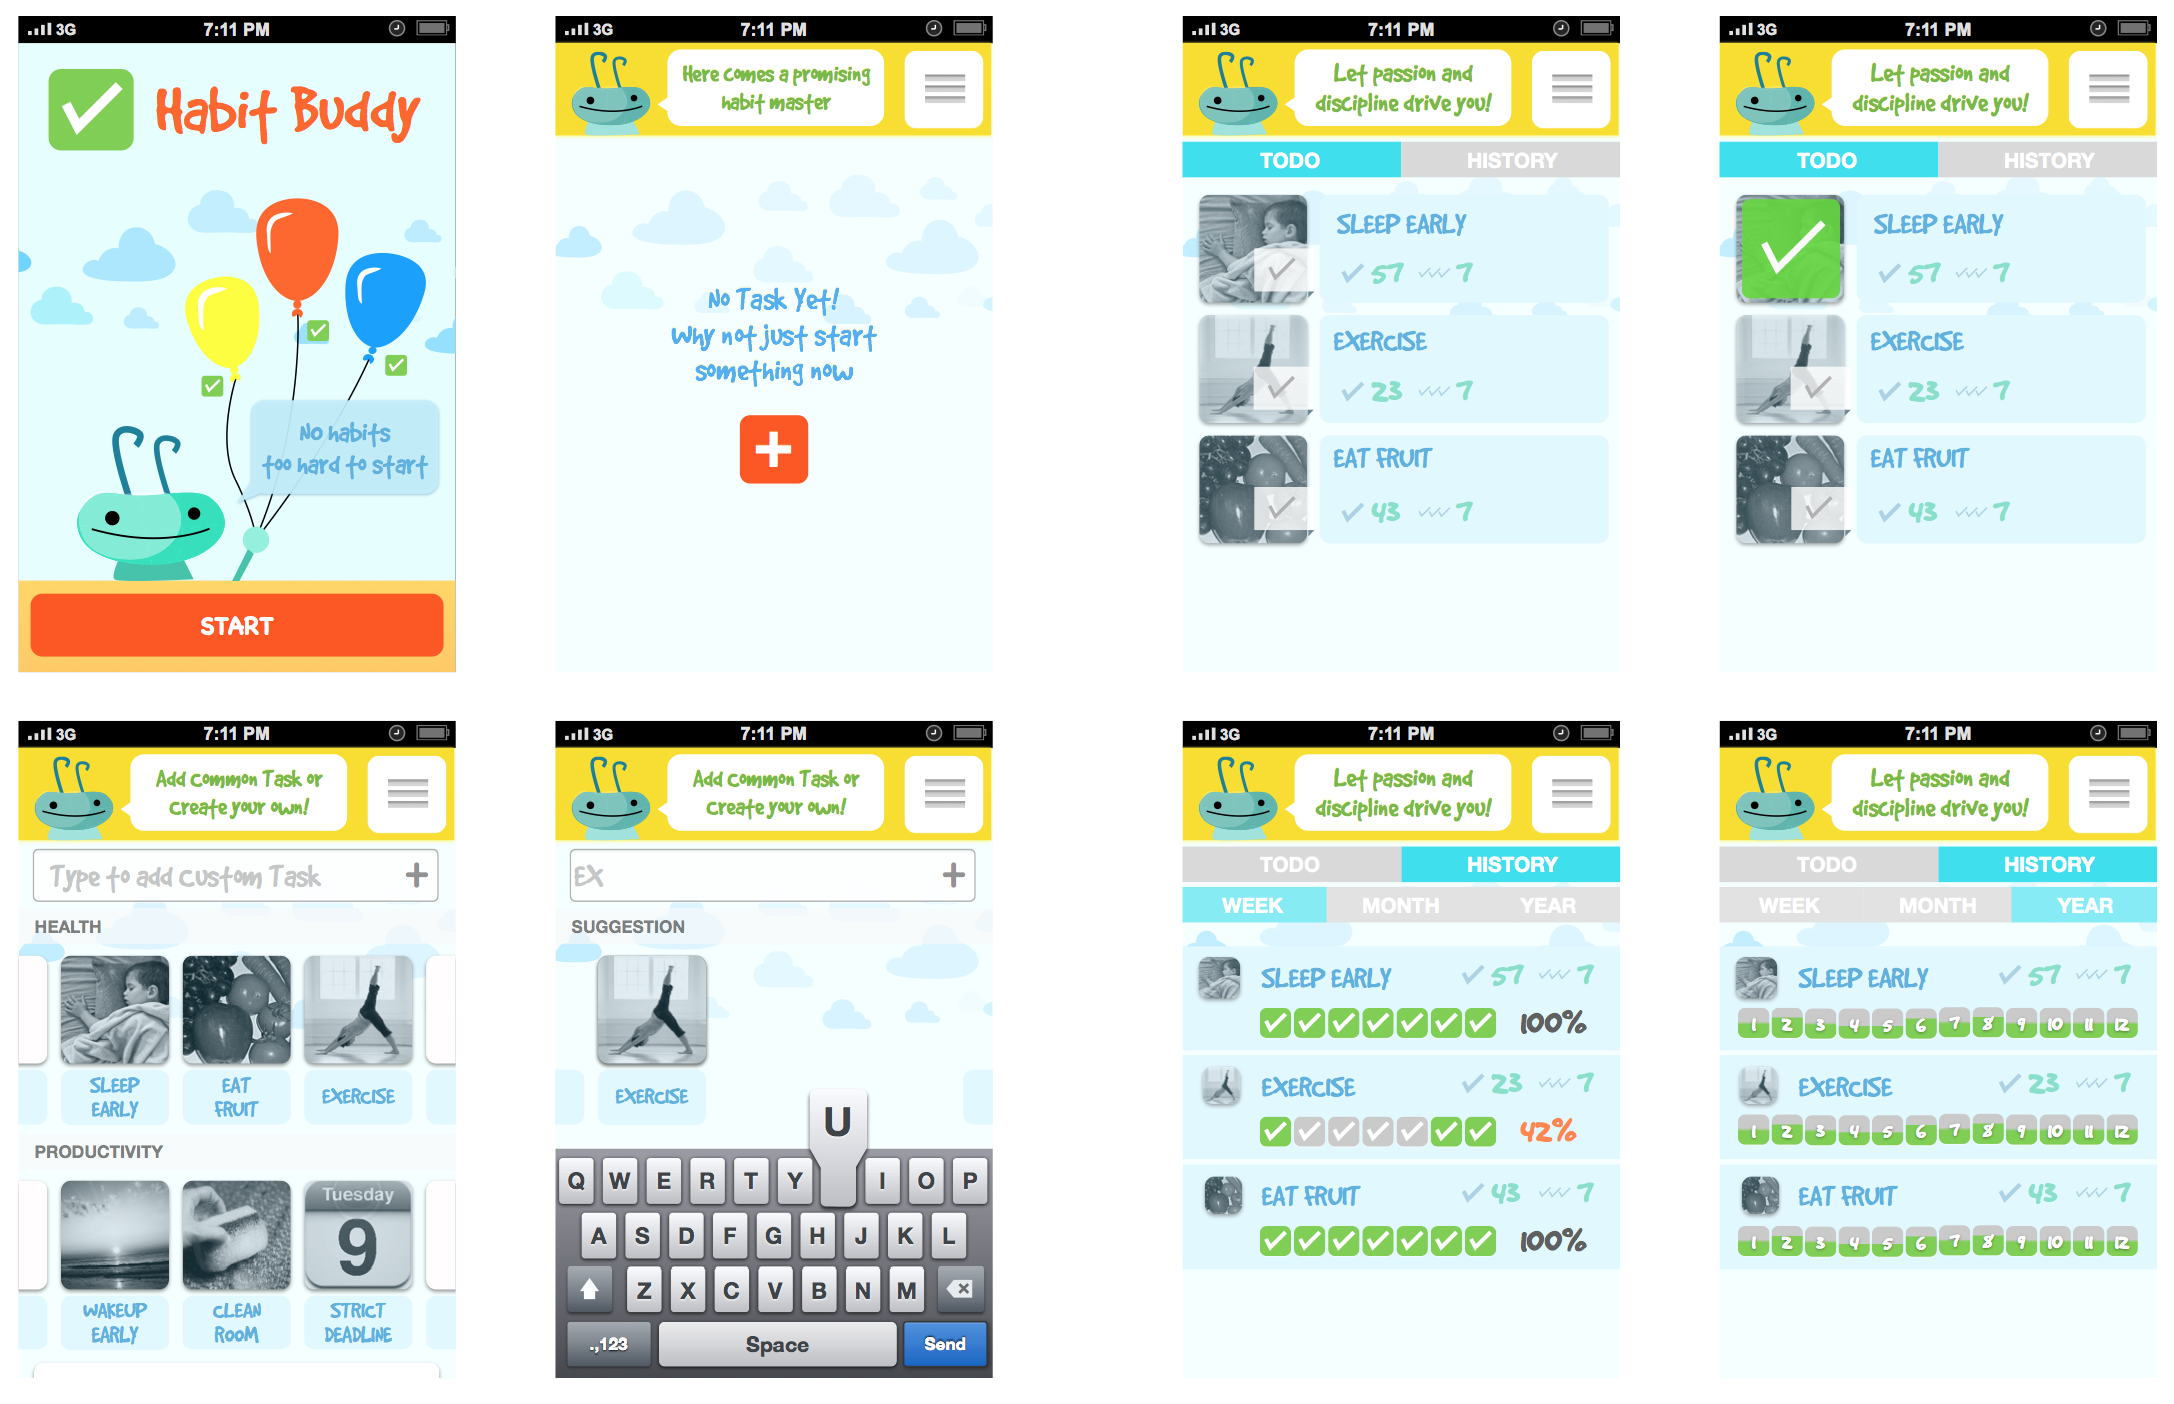 3G 7:11 PM
Habit Buddy
No habits
too hard to start
START
3G 7:11 PM
Here comes a promising
habit master
No Task Yet!
Why not just start
something now
3G 7:11 PM
Let passion and
discipline drive you!
TODO HISTORY
SLEEP EARLY
57 7
EXERCISE
23 7
EAT FRUIT
43 7
3G 7:11 PM
Let passion and
discipline drive you!
TODO HISTORY
SLEEP EARLY
57 7
EXERCISE
23 7
EAT FRUIT
43 7
3G 7:11 PM
Add common Task or
create your own!
Type to add custom Task +
HEALTH
SLEEP
EARLY
EAT
FRUIT
EXERCISE
PRODUCTIVITY
Tuesday
9
WAKEUP
EARLY
CLEAN
ROOM
STRICT
DEADLINE
3G 7:11 PM
Add common Task or
create your own!
EX +
SUGGESTION
EXERCISE
U
Q W E R T Y I O P
A S D F G H J K L
Z X C V B N M
.,123 Space Send
3G 7:11 PM
Let passion and
discipline drive you!
TODO HISTORY
WEEK MONTH YEAR
SLEEP EARLY 57 7
100%
EXERCISE 23 7
42%
EAT FRUIT 43 7
100%
3G 7:11 PM
Let passion and
discipline drive you!
TODO HISTORY
WEEK MONTH YEAR
SLEEP EARLY 57 7
1 2 3 4 5 6 7 8 9 10 11 12
EXERCISE 23 7
1 2 3 4 5 6 7 8 9 10 11 12
EAT FRUIT 43 7
1 2 3 4 5 6 7 8 9 10 11 12